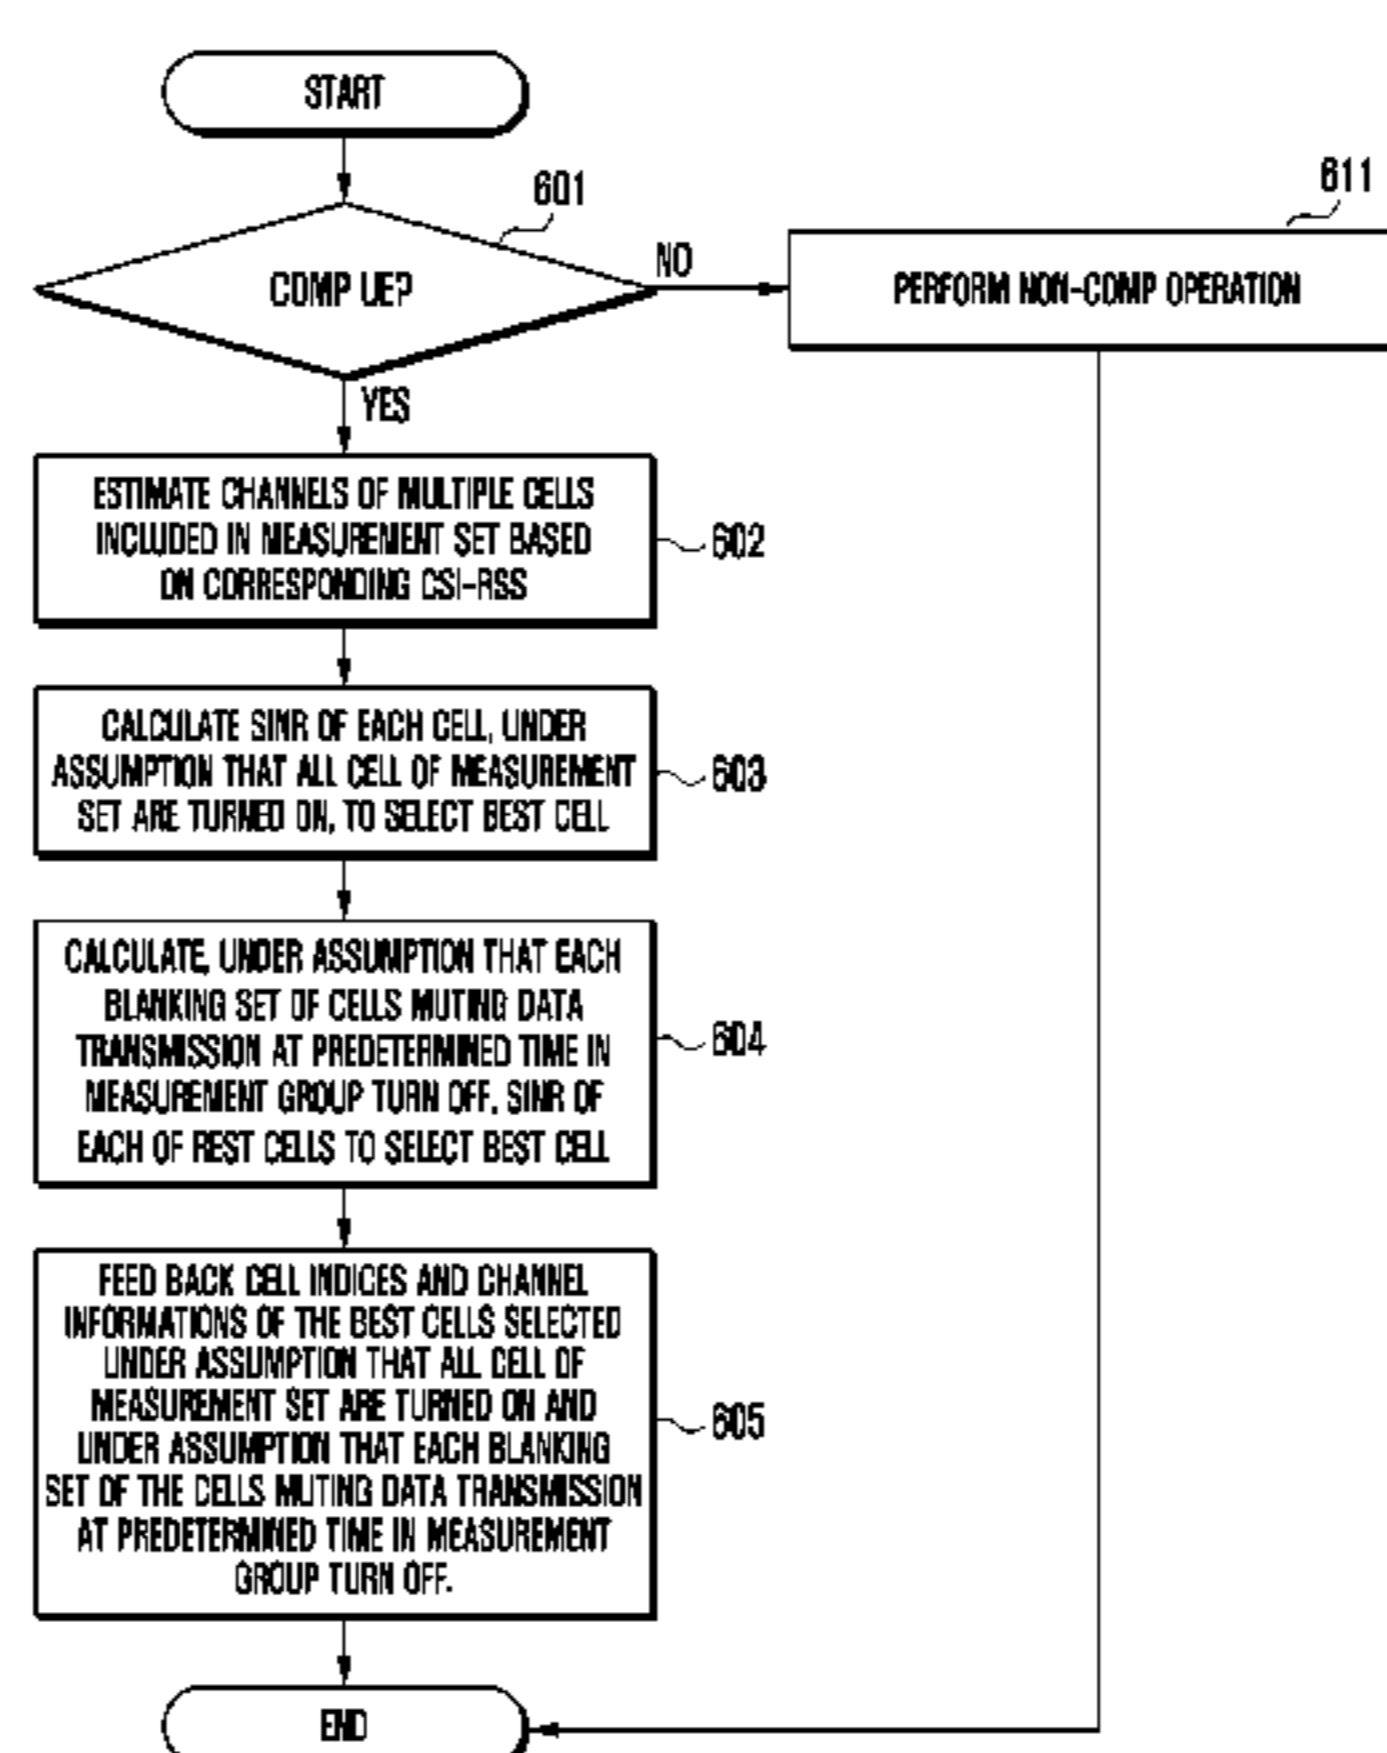 START
601
611
COMP UE?
NO
PERFORM NON-COMP OPERATION
YES
ESTIMATE CHANNELS OF MULTIPLE CELLS
INCLUDED IN MEASUREMENT SET BASED
ON CORRESPONDING CSI-RSS
602
CALCULATE SINR OF EACH CELL, UNDER
ASSUMPTION THAT ALL CELL OF MEASUREMENT
SET ARE TURNED ON, TO SELECT BEST CELL
603
CALCULATE, UNDER ASSUMPTION THAT EACH
BLANKING SET OF CELLS MUTING DATA
TRANSMISSION AT PREDETERMINED TIME IN
MEASUREMENT GROUP TURN OFF, SINR OF
EACH OF REST CELLS TO SELECT BEST CELL
604
FEED BACK CELL INDICES AND CHANNEL
INFORMATIONS OF THE BEST CELLS SELECTED
UNDER ASSUMPTION THAT ALL CELL OF
MEASUREMENT SET ARE TURNED ON AND
UNDER ASSUMPTION THAT EACH BLANKING
SET OF THE CELLS MUTING DATA TRANSMISSION
AT PREDETERMINED TIME IN MEASUREMENT
GROUP TURN OFF.
605
END